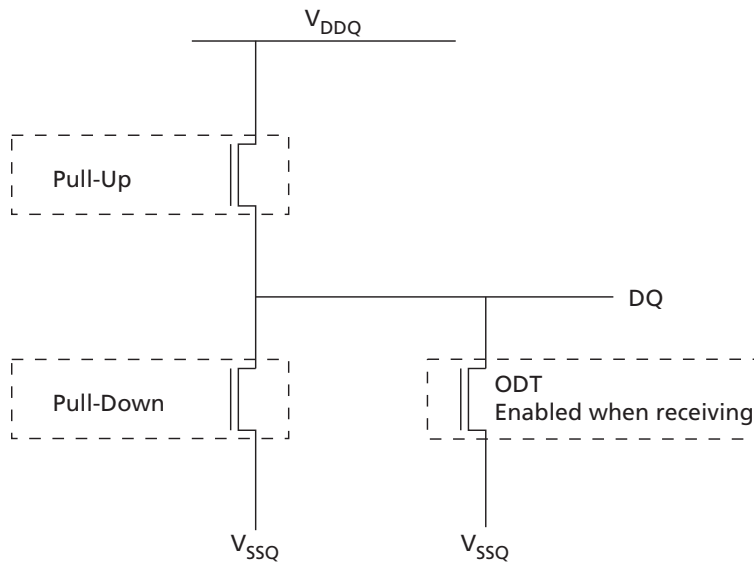 VDDQ
Pull-Up
DQ
Pull-Down
ODT
Enabled when receiving
VSSQ
VSSQ